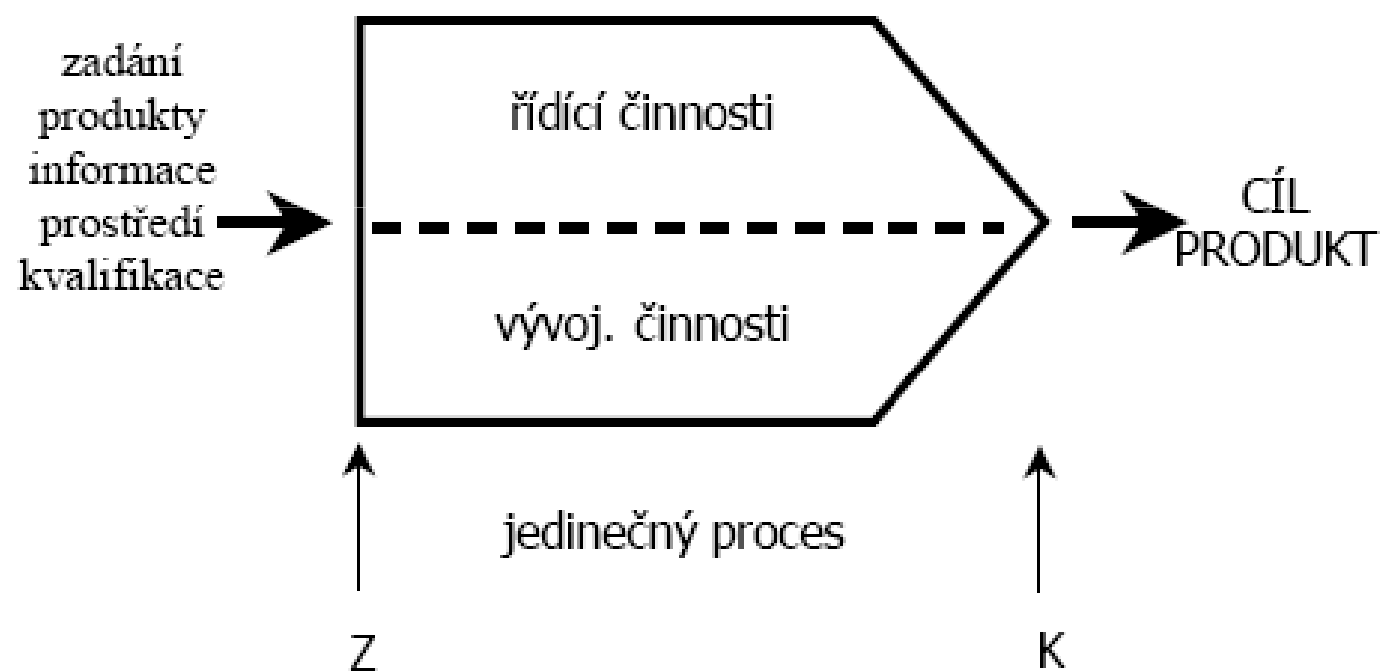 zadání
produkty
informace
prostředí
kvalifikace
řídící činnosti
vývoj. činnosti
CÍL
PRODUKT
jedinečný proces
Z
K